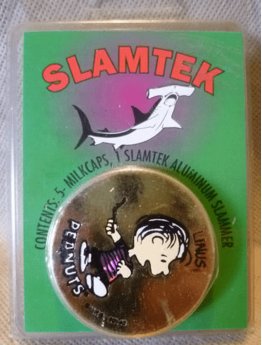 SLAMTEK
CONTENTS: 5 - MILKCAPS, 1 SLAMTEK ALUMINUM SLAMMER
LINUS
PEANUTS